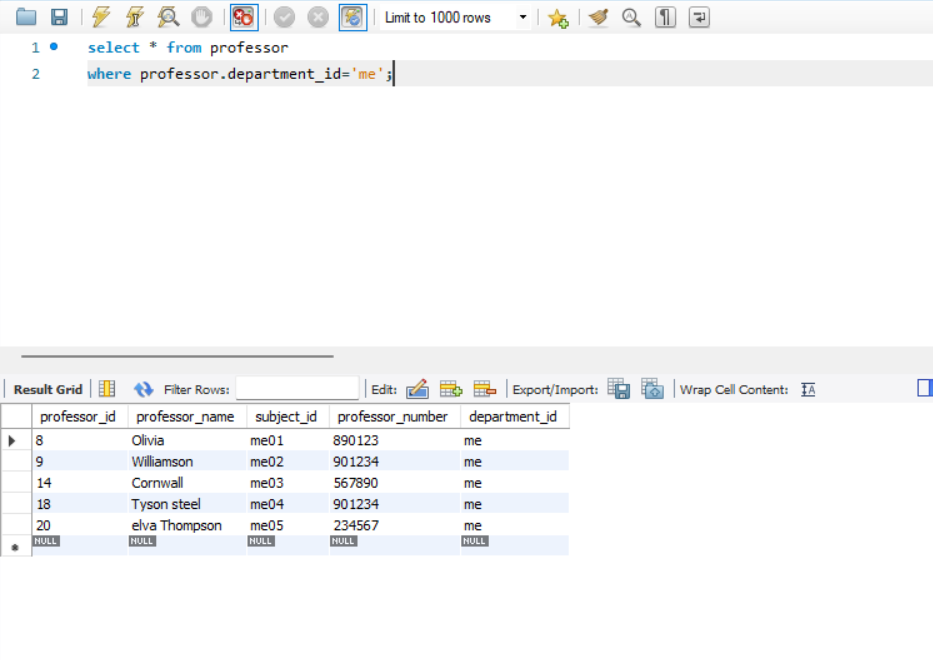 Limit to 1000 rows
1 select * from professor
2 where professor.department_id='me';
Result Grid Filter Rows: Edit: Export/Import: Wrap Cell Content:
professor_id professor_name subject_id professor_number department_id
8 Olivia me01 890123 me
9 Williamson me02 901234 me
14 Cornwall me03 567890 me
18 Tyson steel me04 901234 me
20 elva Thompson me05 234567 me
NULL NULL NULL NULL NULL